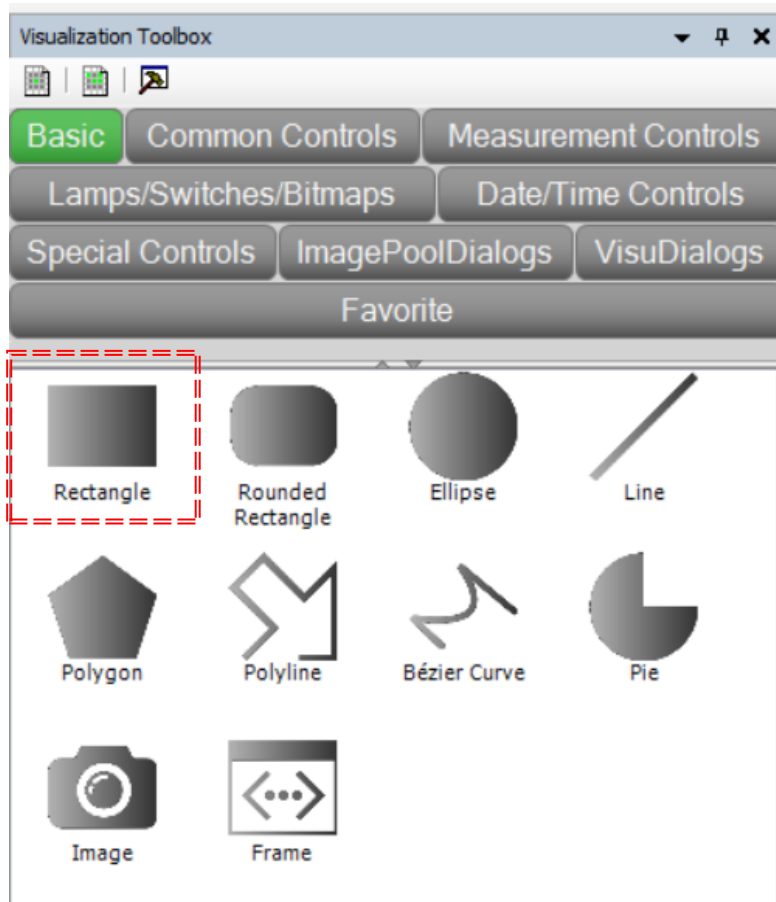 Visualization Toolbox
Basic Common Controls Measurement Controls
Lamps/Switches/Bitmaps Date/Time Controls
Special Controls ImagePoolDialogs VisuDialogs
Favorite
Rectangle
Rounded
Rectangle
Ellipse
Line
Polygon
Polyline
Bézier Curve
Pie
Image
Frame